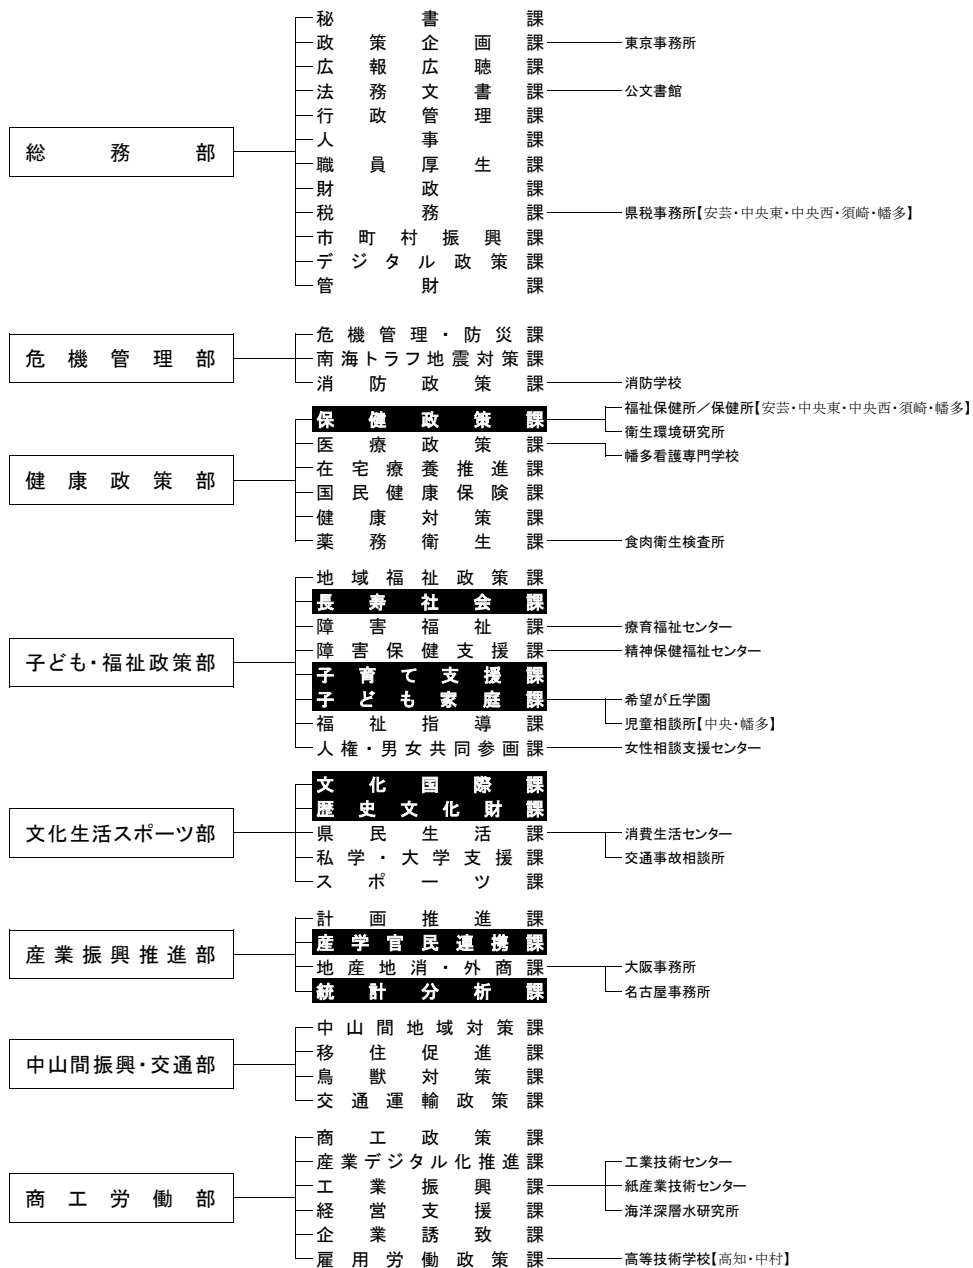 総務部
秘書課
政策企画課 東京事務所
広報広聴課
法務文書課 公文書館
行政管理課
人事課
職員厚生課
財政課
税務課 県税事務所【安芸・中央東・中央西・須崎・幡多】
市町村振興課
デジタル政策課
管財課
危機管理部
危機管理・防災課
南海トラフ地震対策課
消防政策課 消防学校
健康政策部
保健政策課 福祉保健所／保健所【安芸・中央東・中央西・須崎・幡多】
衛生環境研究所
医療政策課 幡多看護専門学校
在宅療養推進課
国民健康保険課
健康対策課
薬務衛生課 食肉衛生検査所
子ども・福祉政策部
地域福祉政策課
長寿社会課
障害福祉課 療育福祉センター
障害保健支援課 精神保健福祉センター
子育て支援課
子ども家庭課 希望が丘学園
児童相談所【中央・幡多】
福祉指導課
人権・男女共同参画課 女性相談支援センター
文化生活スポーツ部
文化国際課
歴史文化財課
県民生活課 消費生活センター
交通事故相談所
私学・大学支援課
スポーツ課
産業振興推進部
計画推進課
産学官民連携課
地産地消・外商課 大阪事務所
名古屋事務所
統計分析課
中山間振興・交通部
中山間地域対策課
移住促進課
鳥獣対策課
交通運輸政策課
商工労働部
商工政策課
産業デジタル化推進課
工業振興課 工業技術センター
紙産業技術センター
海洋深層水研究所
経営支援課
企業誘致課
雇用労働政策課 高等技術学校【高知・中村】